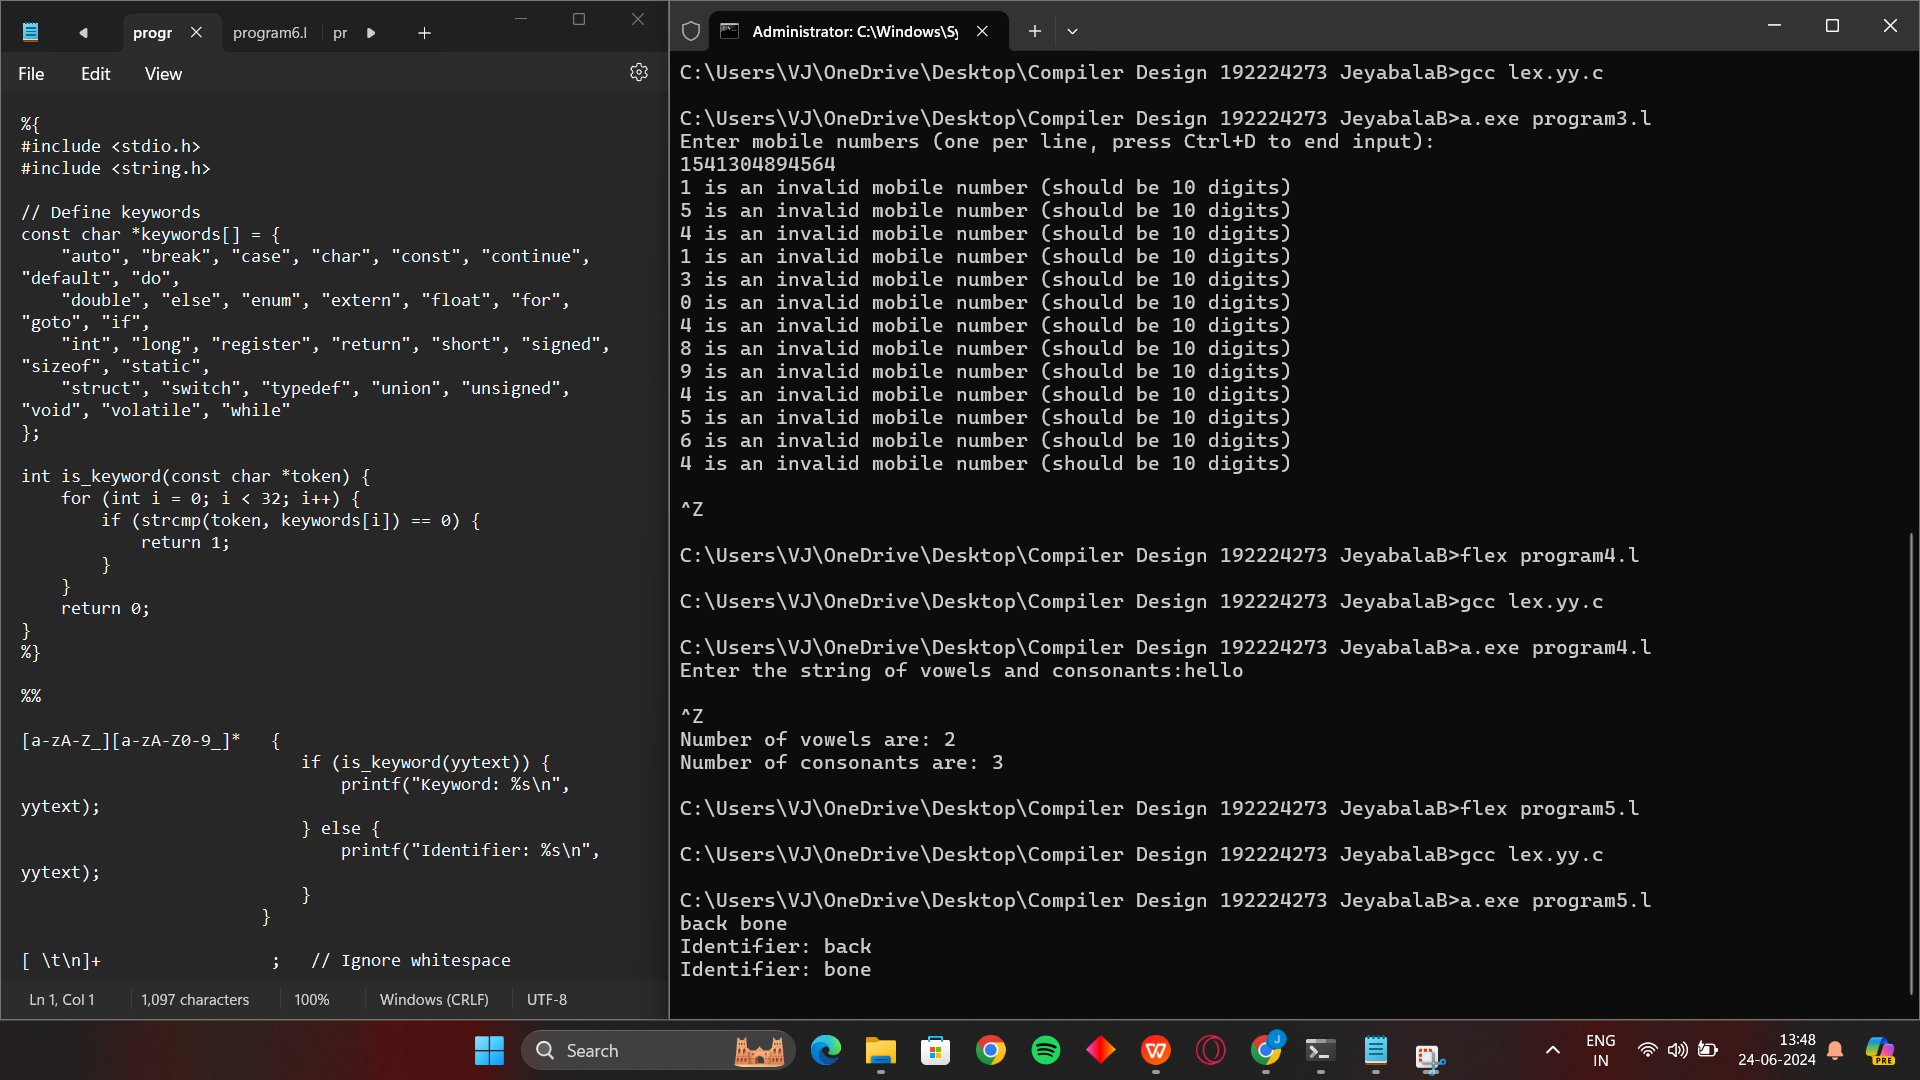 progr
program6.l
pr
File
Edit
View
%{
#include <stdio.h>
#include <string.h>
// Define keywords
const char *keywords[] = {
"auto", "break", "case", "char", "const", "continue",
"default", "do",
"double", "else", "enum", "extern", "float", "for",
"goto", "if",
"int", "long", "register", "return", "short", "signed",
"sizeof", "static",
"struct", "switch", "typedef", "union", "unsigned",
"void", "volatile", "while"
};
int is_keyword(const char *token) {
for (int i = 0; i < 32; i++) {
if (strcmp(token, keywords[i]) == 0) {
return 1;
}
}
return 0;
}
%}
%%
[a-zA-Z_][a-zA-Z0-9_]* {
if (is_keyword(yytext)) {
printf("Keyword: %s\n",
yytext);
} else {
printf("Identifier: %s\n",
yytext);
}
}
[ \t\n]+ ; // Ignore whitespace
Ln 1, Col 1
1,097 characters
100%
Windows (CRLF)
UTF-8
Administrator: C:\Windows\Sy
C:\Users\VJ\OneDrive\Desktop\Compiler Design 192224273 JeyabalaB>gcc lex.yy.c
C:\Users\VJ\OneDrive\Desktop\Compiler Design 192224273 JeyabalaB>a.exe program3.l
Enter mobile numbers (one per line, press Ctrl+D to end input):
1541304894564
1 is an invalid mobile number (should be 10 digits)
5 is an invalid mobile number (should be 10 digits)
4 is an invalid mobile number (should be 10 digits)
1 is an invalid mobile number (should be 10 digits)
3 is an invalid mobile number (should be 10 digits)
0 is an invalid mobile number (should be 10 digits)
4 is an invalid mobile number (should be 10 digits)
8 is an invalid mobile number (should be 10 digits)
9 is an invalid mobile number (should be 10 digits)
4 is an invalid mobile number (should be 10 digits)
5 is an invalid mobile number (should be 10 digits)
6 is an invalid mobile number (should be 10 digits)
4 is an invalid mobile number (should be 10 digits)
^Z
C:\Users\VJ\OneDrive\Desktop\Compiler Design 192224273 JeyabalaB>flex program4.l
C:\Users\VJ\OneDrive\Desktop\Compiler Design 192224273 JeyabalaB>gcc lex.yy.c
C:\Users\VJ\OneDrive\Desktop\Compiler Design 192224273 JeyabalaB>a.exe program4.l
Enter the string of vowels and consonants:hello
^Z
Number of vowels are: 2
Number of consonants are: 3
C:\Users\VJ\OneDrive\Desktop\Compiler Design 192224273 JeyabalaB>flex program5.l
C:\Users\VJ\OneDrive\Desktop\Compiler Design 192224273 JeyabalaB>gcc lex.yy.c
C:\Users\VJ\OneDrive\Desktop\Compiler Design 192224273 JeyabalaB>a.exe program5.l
back bone
Identifier: back
Identifier: bone
Search
W
J
ENG
IN
13:48
24-06-2024
PRE